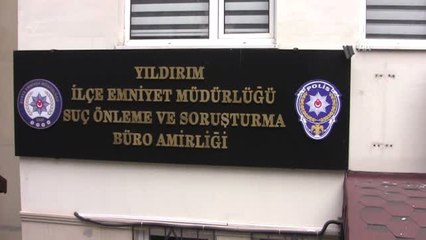 YILDIRIM
İLÇE EMNİYET MÜDÜRLÜĞÜ
SUÇ ÖNLEME VE SORUŞTURMA
BÜRO AMİRLİĞİ
POLİS